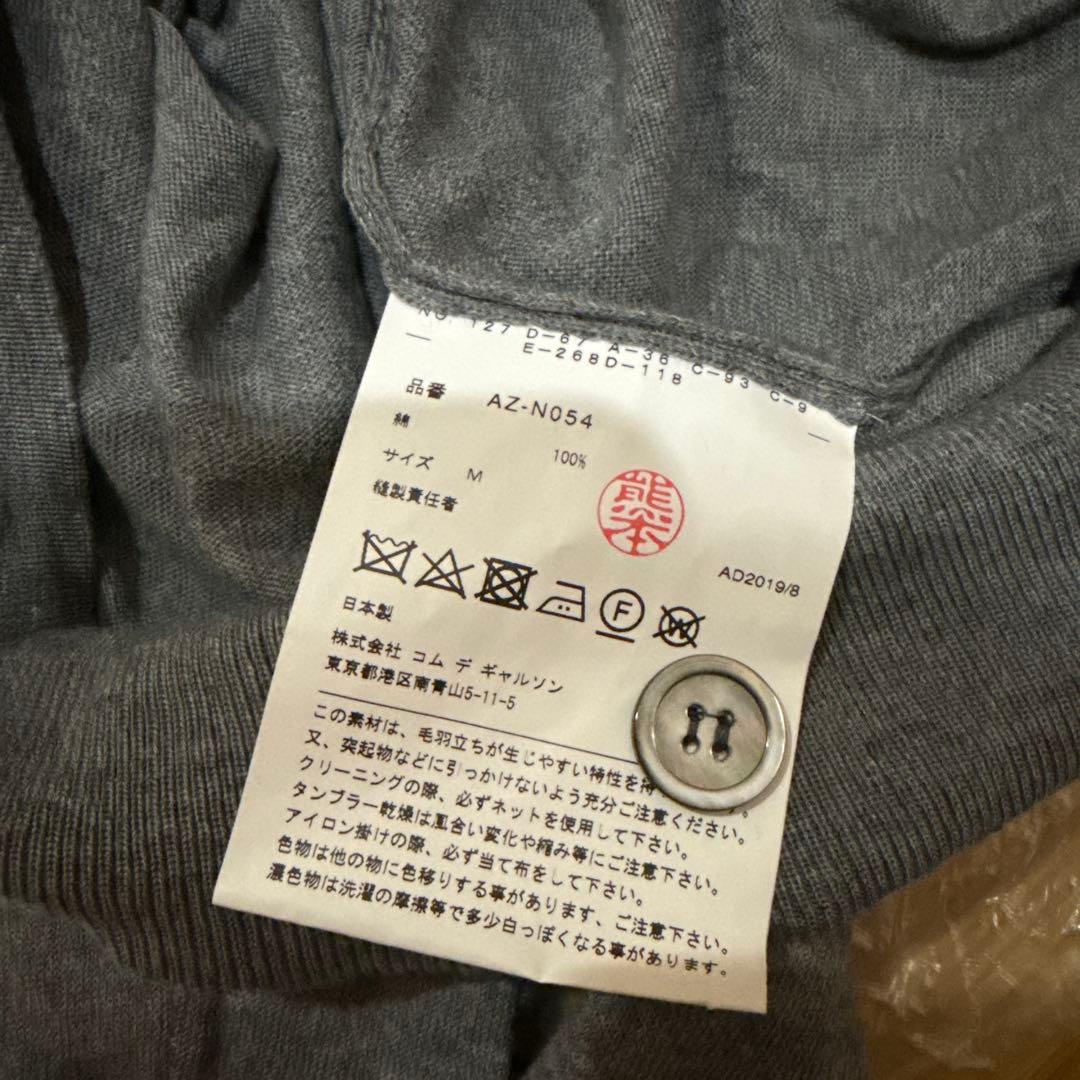 NO. 127 D-67 A-36 C-93 C-9
E-268D-118
品番 AZ-N054
綿 100%
サイズ M
縫製責任者
熊本
AD2019/8
F
W
日本製
株式会社 コム デ ギャルソン
東京都港区南青山5-11-5
この素材は、毛羽立ちが生じやすい特性を持
又、突起物などに引っかけないよう充分ご注意ください。
クリーニングの際、必ずネットを使用して下さい。
タンブラー乾燥は風合い変化や縮み等にご注意下さい。
アイロン掛けの際、必ず当て布をして下さい。
色物は他の物に色移りする事があります、ご注意下さい。
濃色物は洗濯の摩擦等で多少白っぽくなる事があります。